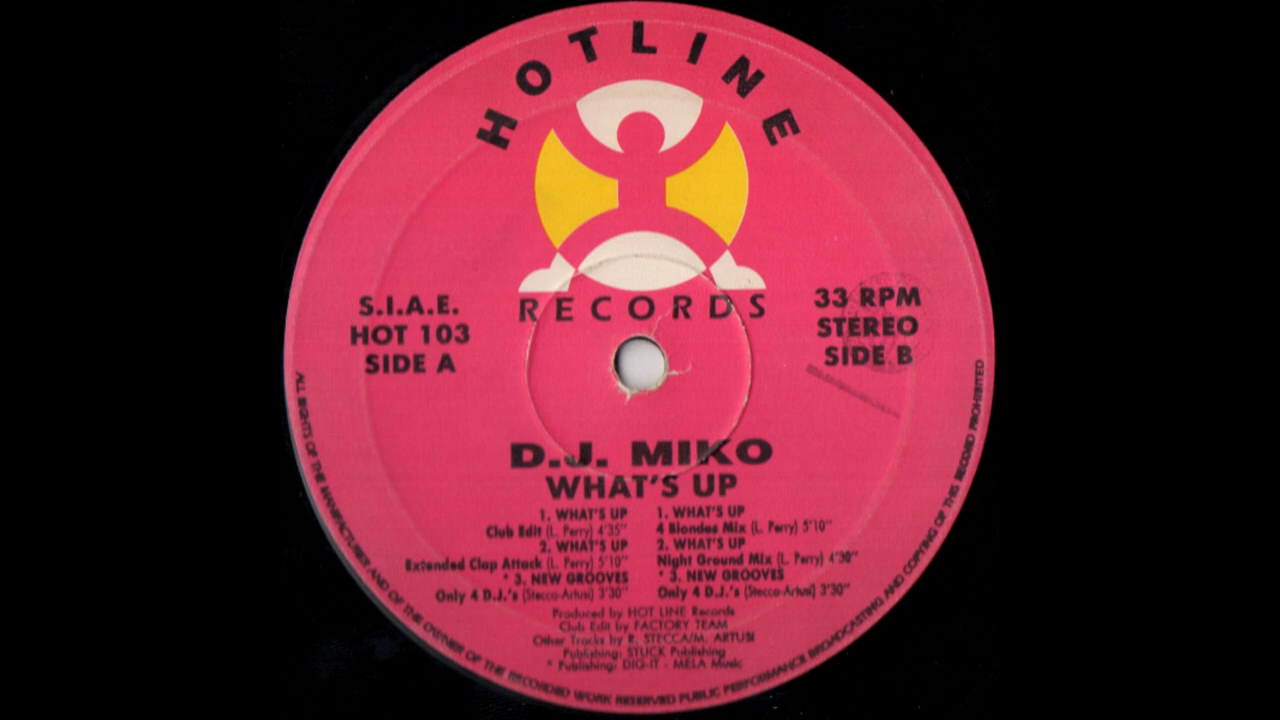 HOTLINE
RECORDS
S.I.A.E.
HOT 103
SIDE A
33 RPM
STEREO
SIDE B
D.J. MIKO
WHAT'S UP
1. WHAT'S UP
Club Edit (L. Perry) 4'35"
2. WHAT'S UP
Extended Clap Attack (L. Perry) 5'10"
* 3. NEW GROOVES
Only 4 D.J.'s (Stecca-Artusi) 3'30"
1. WHAT'S UP
4 Blondes Mix (L. Perry) 5'10"
2. WHAT'S UP
Night Ground Mix (L. Perry) 4'30"
* 3. NEW GROOVES
Only 4 D.J.'s (Stecca-Artusi) 3'30"
Produced by HOT LINE Records
Club Edit by FACTORY TEAM
Other Tracks by R. STECCA/M. ARTUSI
Publishing: STUCK Publishing
* Publishing: DIG-IT - MELA Music
ALL RIGHTS OF THE MANUFACTURER AND OF THE OWNER OF THE RECORDED WORK RESERVED PUBLIC PERFORMANCE BROADCASTING AND COPYING OF THIS RECORD PROHIBITED